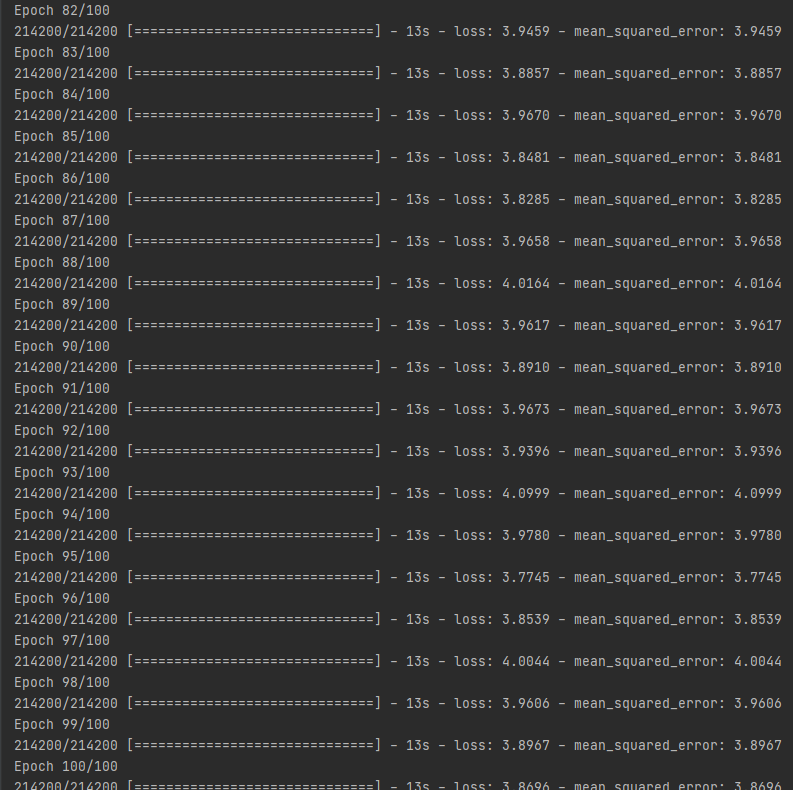 Epoch 82/100
214200/214200 [==============================] - 13s - loss: 3.9459 - mean_squared_error: 3.9459
Epoch 83/100
214200/214200 [==============================] - 13s - loss: 3.8857 - mean_squared_error: 3.8857
Epoch 84/100
214200/214200 [==============================] - 13s - loss: 3.9670 - mean_squared_error: 3.9670
Epoch 85/100
214200/214200 [==============================] - 13s - loss: 3.8481 - mean_squared_error: 3.8481
Epoch 86/100
214200/214200 [==============================] - 13s - loss: 3.8285 - mean_squared_error: 3.8285
Epoch 87/100
214200/214200 [==============================] - 13s - loss: 3.9658 - mean_squared_error: 3.9658
Epoch 88/100
214200/214200 [==============================] - 13s - loss: 4.0164 - mean_squared_error: 4.0164
Epoch 89/100
214200/214200 [==============================] - 13s - loss: 3.9617 - mean_squared_error: 3.9617
Epoch 90/100
214200/214200 [==============================] - 13s - loss: 3.8910 - mean_squared_error: 3.8910
Epoch 91/100
214200/214200 [==============================] - 13s - loss: 3.9673 - mean_squared_error: 3.9673
Epoch 92/100
214200/214200 [==============================] - 13s - loss: 3.9396 - mean_squared_error: 3.9396
Epoch 93/100
214200/214200 [==============================] - 13s - loss: 4.0999 - mean_squared_error: 4.0999
Epoch 94/100
214200/214200 [==============================] - 13s - loss: 3.9780 - mean_squared_error: 3.9780
Epoch 95/100
214200/214200 [==============================] - 13s - loss: 3.7745 - mean_squared_error: 3.7745
Epoch 96/100
214200/214200 [==============================] - 13s - loss: 3.8539 - mean_squared_error: 3.8539
Epoch 97/100
214200/214200 [==============================] - 13s - loss: 4.0044 - mean_squared_error: 4.0044
Epoch 98/100
214200/214200 [==============================] - 13s - loss: 3.9606 - mean_squared_error: 3.9606
Epoch 99/100
214200/214200 [==============================] - 13s - loss: 3.8967 - mean_squared_error: 3.8967
Epoch 100/100
214200/214200 [==============================] - 13s - loss: 3.8696 - mean_squared_error: 3.8696